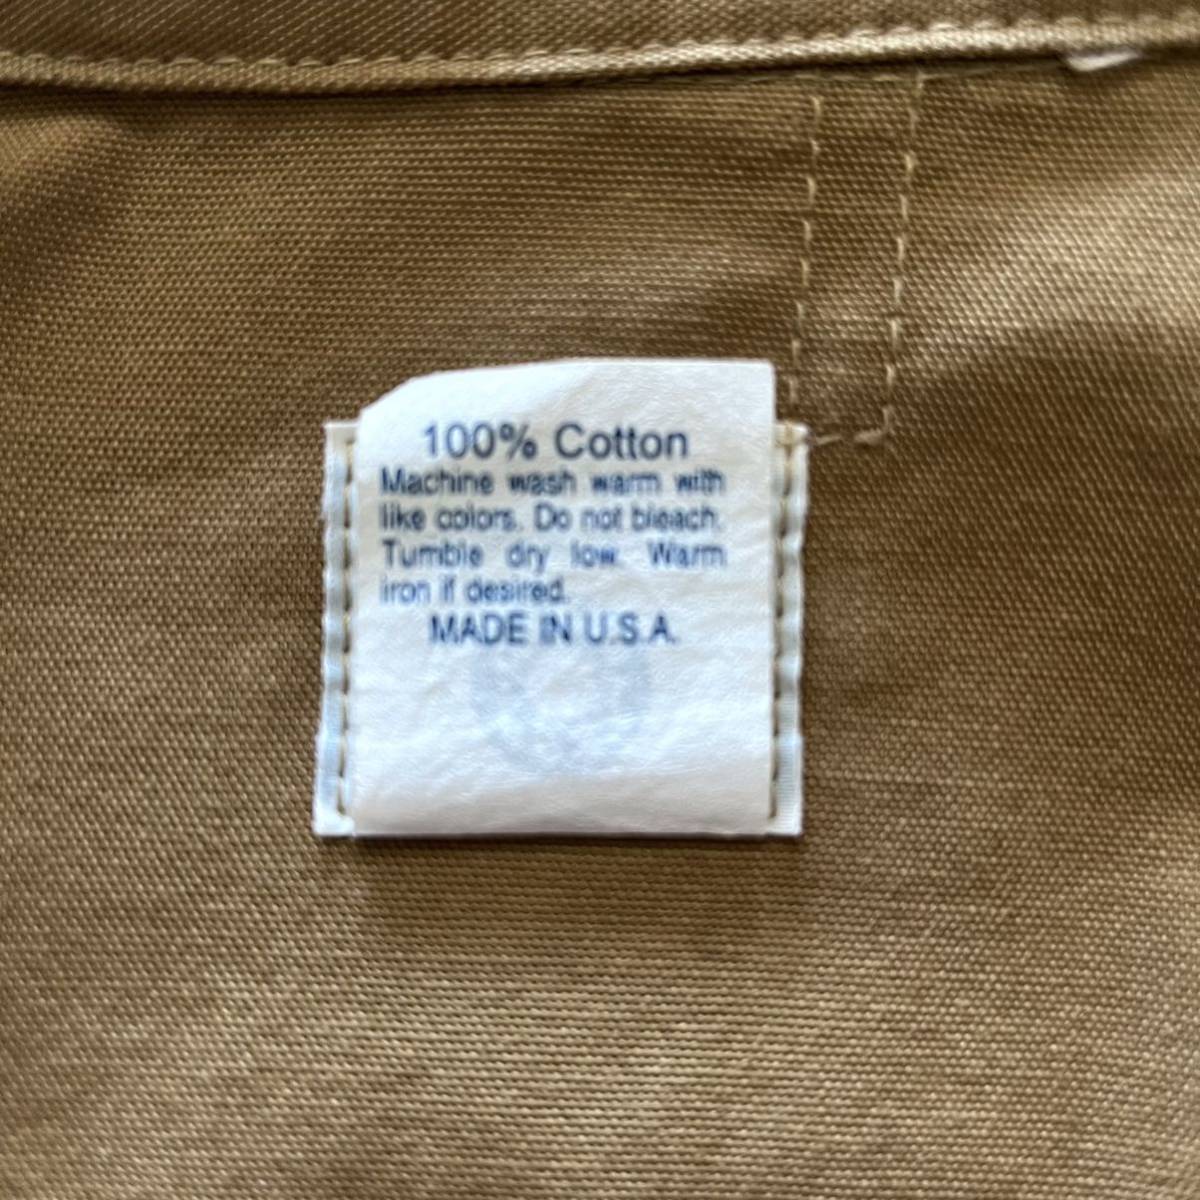 100% Cotton
Machine wash warm with
like colors. Do not bleach.
Tumble dry low. Warm
iron if desired.
MADE IN U.S.A.